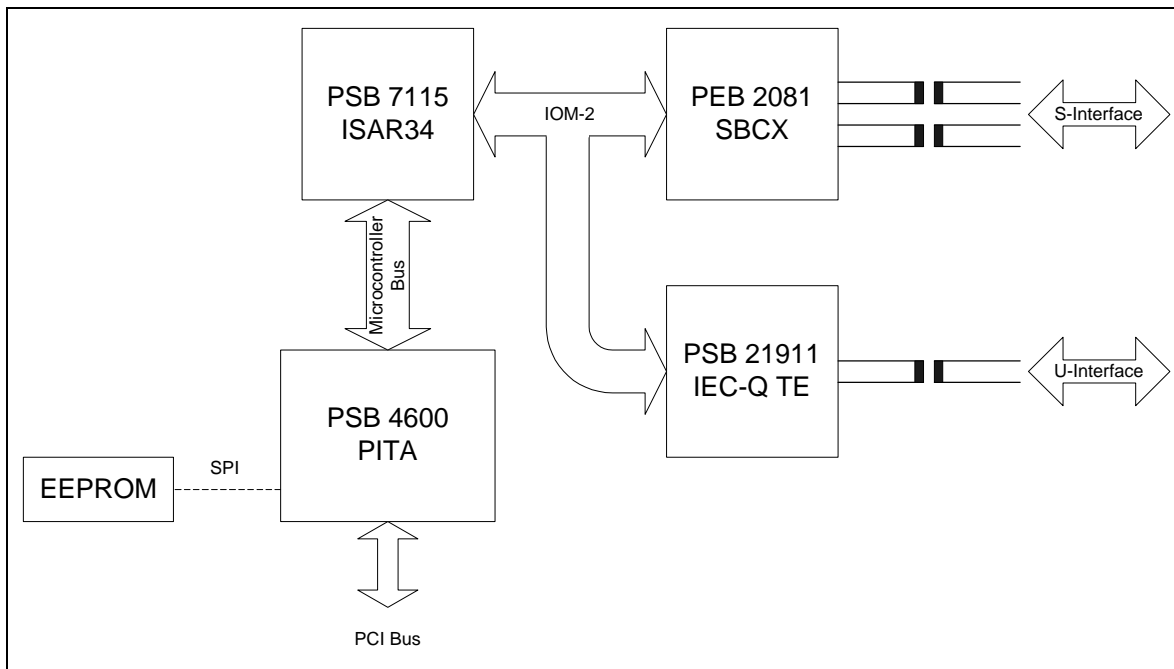 PSB 7115
ISAR34
IOM-2
PEB 2081
SBCX
S-Interface
Microcontroller
Bus
PSB 21911
IEC-Q TE
U-Interface
PSB 4600
PITA
SPI
EEPROM
PCI Bus